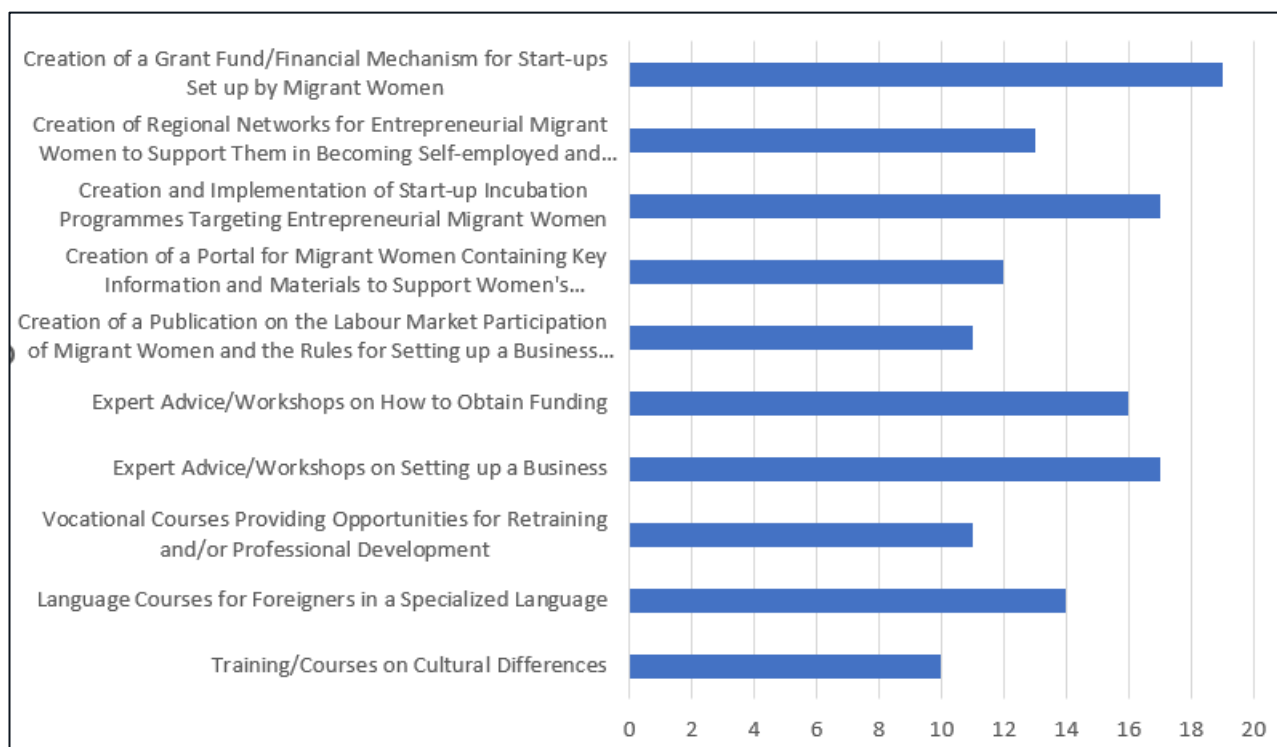 Creation of a Grant Fund/Financial Mechanism for Start-ups
Set up by Migrant Women
Creation of Regional Networks for Entrepreneurial Migrant
Women to Support Them in Becoming Self-employed and...
Creation and Implementation of Start-up Incubation
Programmes Targeting Entrepreneurial Migrant Women
Creation of a Portal for Migrant Women Containing Key
Information and Materials to Support Women's...
Creation of a Publication on the Labour Market Participation
of Migrant Women and the Rules for Setting up a Business...
Expert Advice/Workshops on How to Obtain Funding
Expert Advice/Workshops on Setting up a Business
Vocational Courses Providing Opportunities for Retraining
and/or Professional Development
Language Courses for Foreigners in a Specialized Language
Training/Courses on Cultural Differences
0 2 4 6 8 10 12 14 16 18 20